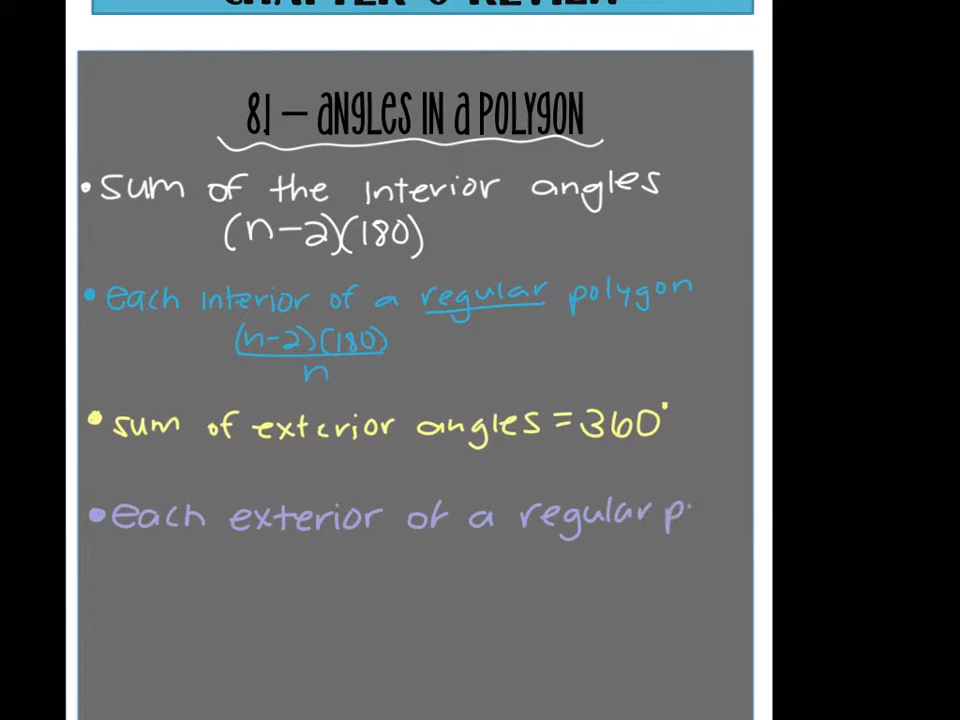 8.1 – ANGLES IN A POLYGON
• sum of the interior angles
(n-2)(180)
• each interior of a regular polygon
(n-2)(180)
n
• sum of exterior angles = 360°
• each exterior of a regular p